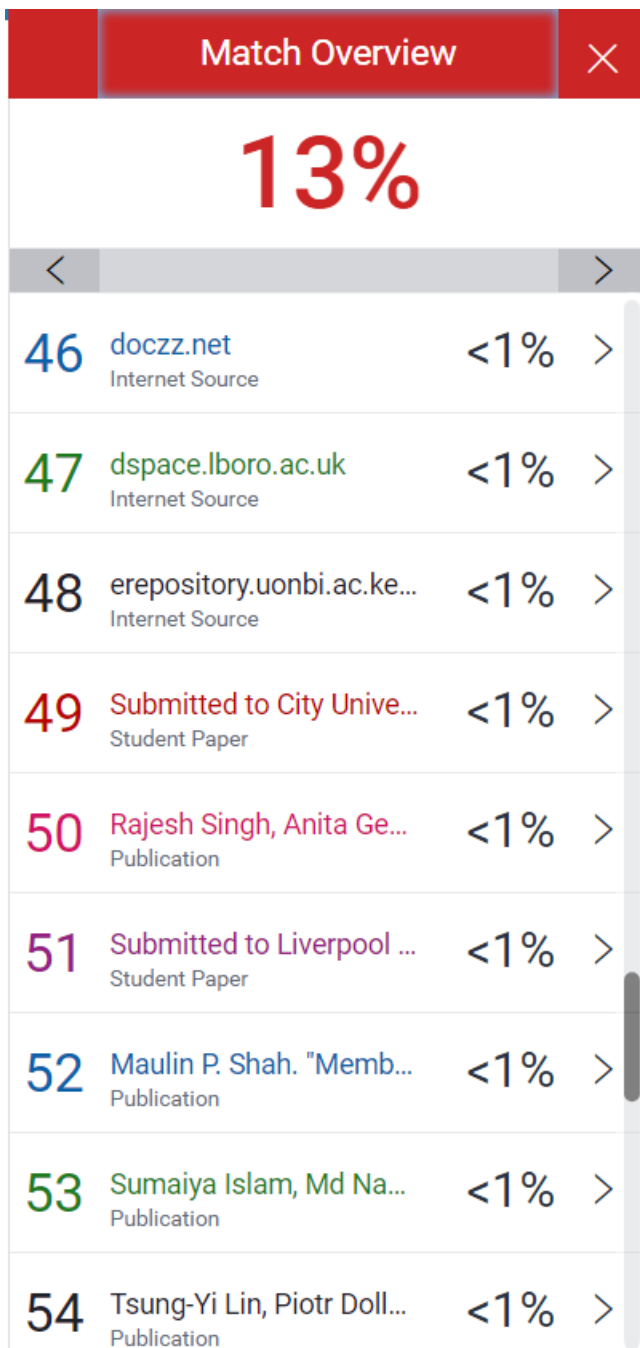 Match Overview
13%
46 doczz.net <1%
Internet Source
47 dspace.lboro.ac.uk <1%
Internet Source
48 erepository.uonbi.ac.ke... <1%
Internet Source
49 Submitted to City Unive... <1%
Student Paper
50 Rajesh Singh, Anita Ge... <1%
Publication
51 Submitted to Liverpool ... <1%
Student Paper
52 Maulin P. Shah. "Memb... <1%
Publication
53 Sumaiya Islam, Md Na... <1%
Publication
54 Tsung-Yi Lin, Piotr Doll... <1%
Publication